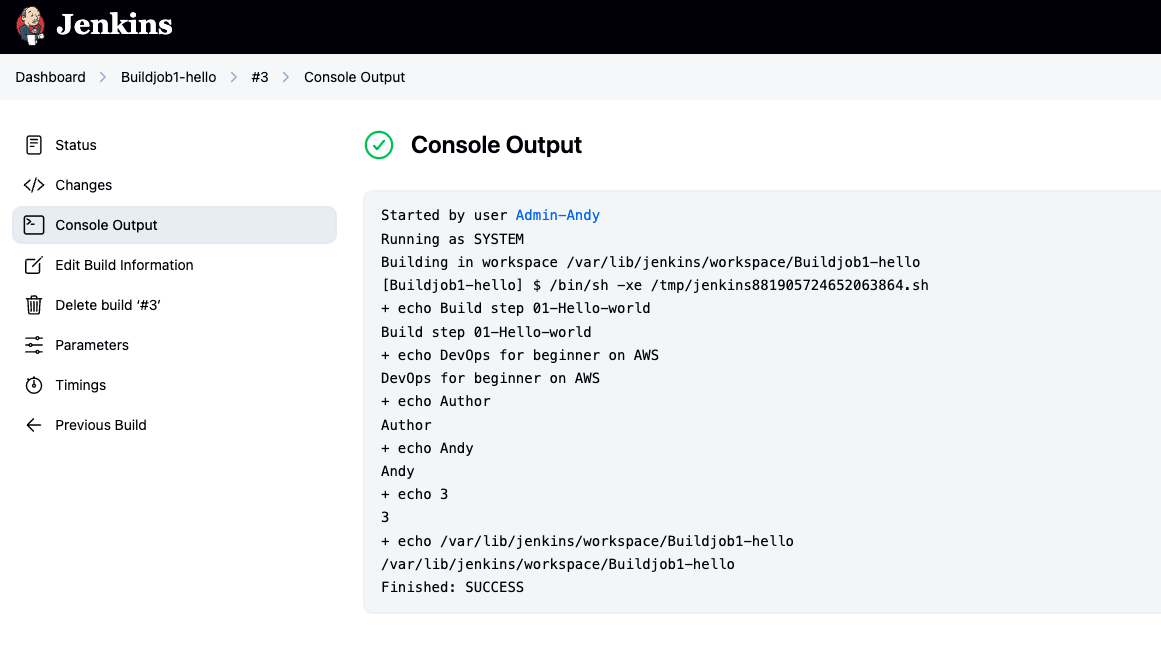 Jenkins
Dashboard > Buildjob1-hello > #3 > Console Output
Status
Changes
Console Output
Edit Build Information
Delete build ‘#3’
Parameters
Timings
Previous Build
Console Output
Started by user Admin-Andy
Running as SYSTEM
Building in workspace /var/lib/jenkins/workspace/Buildjob1-hello
[Buildjob1-hello] $ /bin/sh -xe /tmp/jenkins881905724652063864.sh
+ echo Build step 01-Hello-world
Build step 01-Hello-world
+ echo DevOps for beginner on AWS
DevOps for beginner on AWS
+ echo Author
Author
+ echo Andy
Andy
+ echo 3
3
+ echo /var/lib/jenkins/workspace/Buildjob1-hello
/var/lib/jenkins/workspace/Buildjob1-hello
Finished: SUCCESS